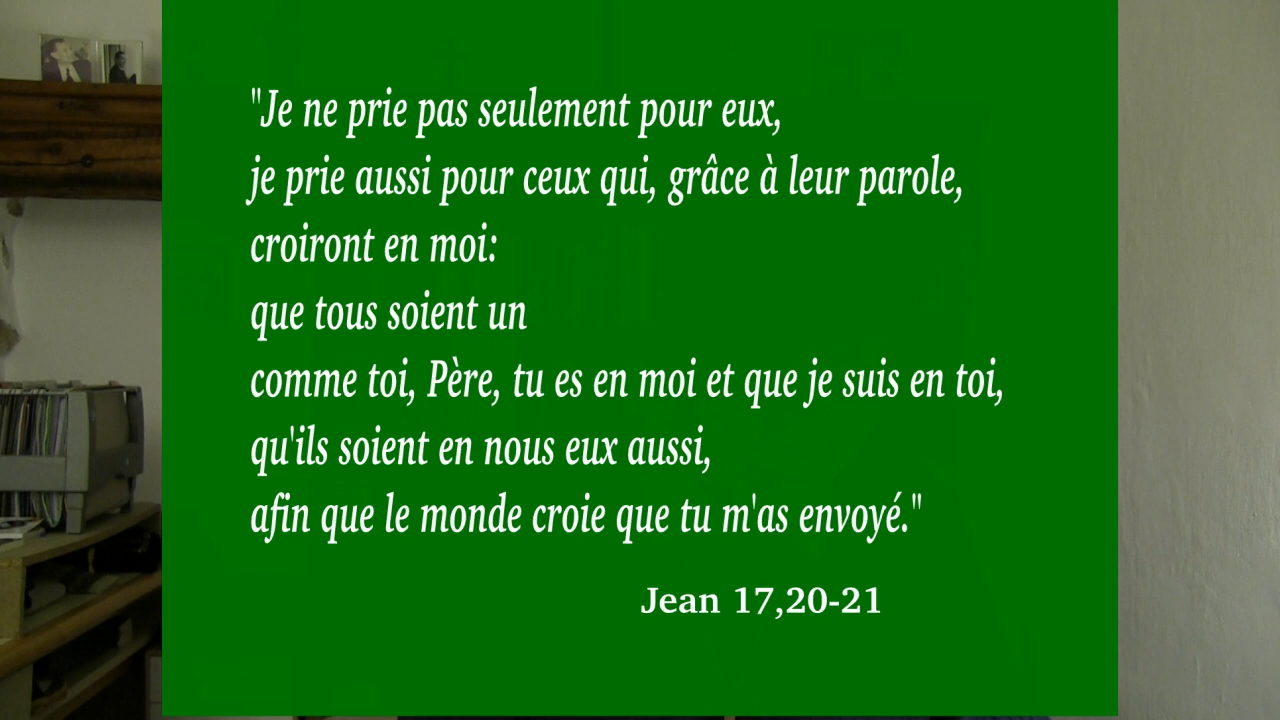 "Je ne prie pas seulement pour eux,
je prie aussi pour ceux qui, grâce à leur parole,
croiront en moi:
que tous soient un
comme toi, Père, tu es en moi et que je suis en toi,
qu'ils soient en nous eux aussi,
afin que le monde croie que tu m'as envoyé."
Jean 17,20-21